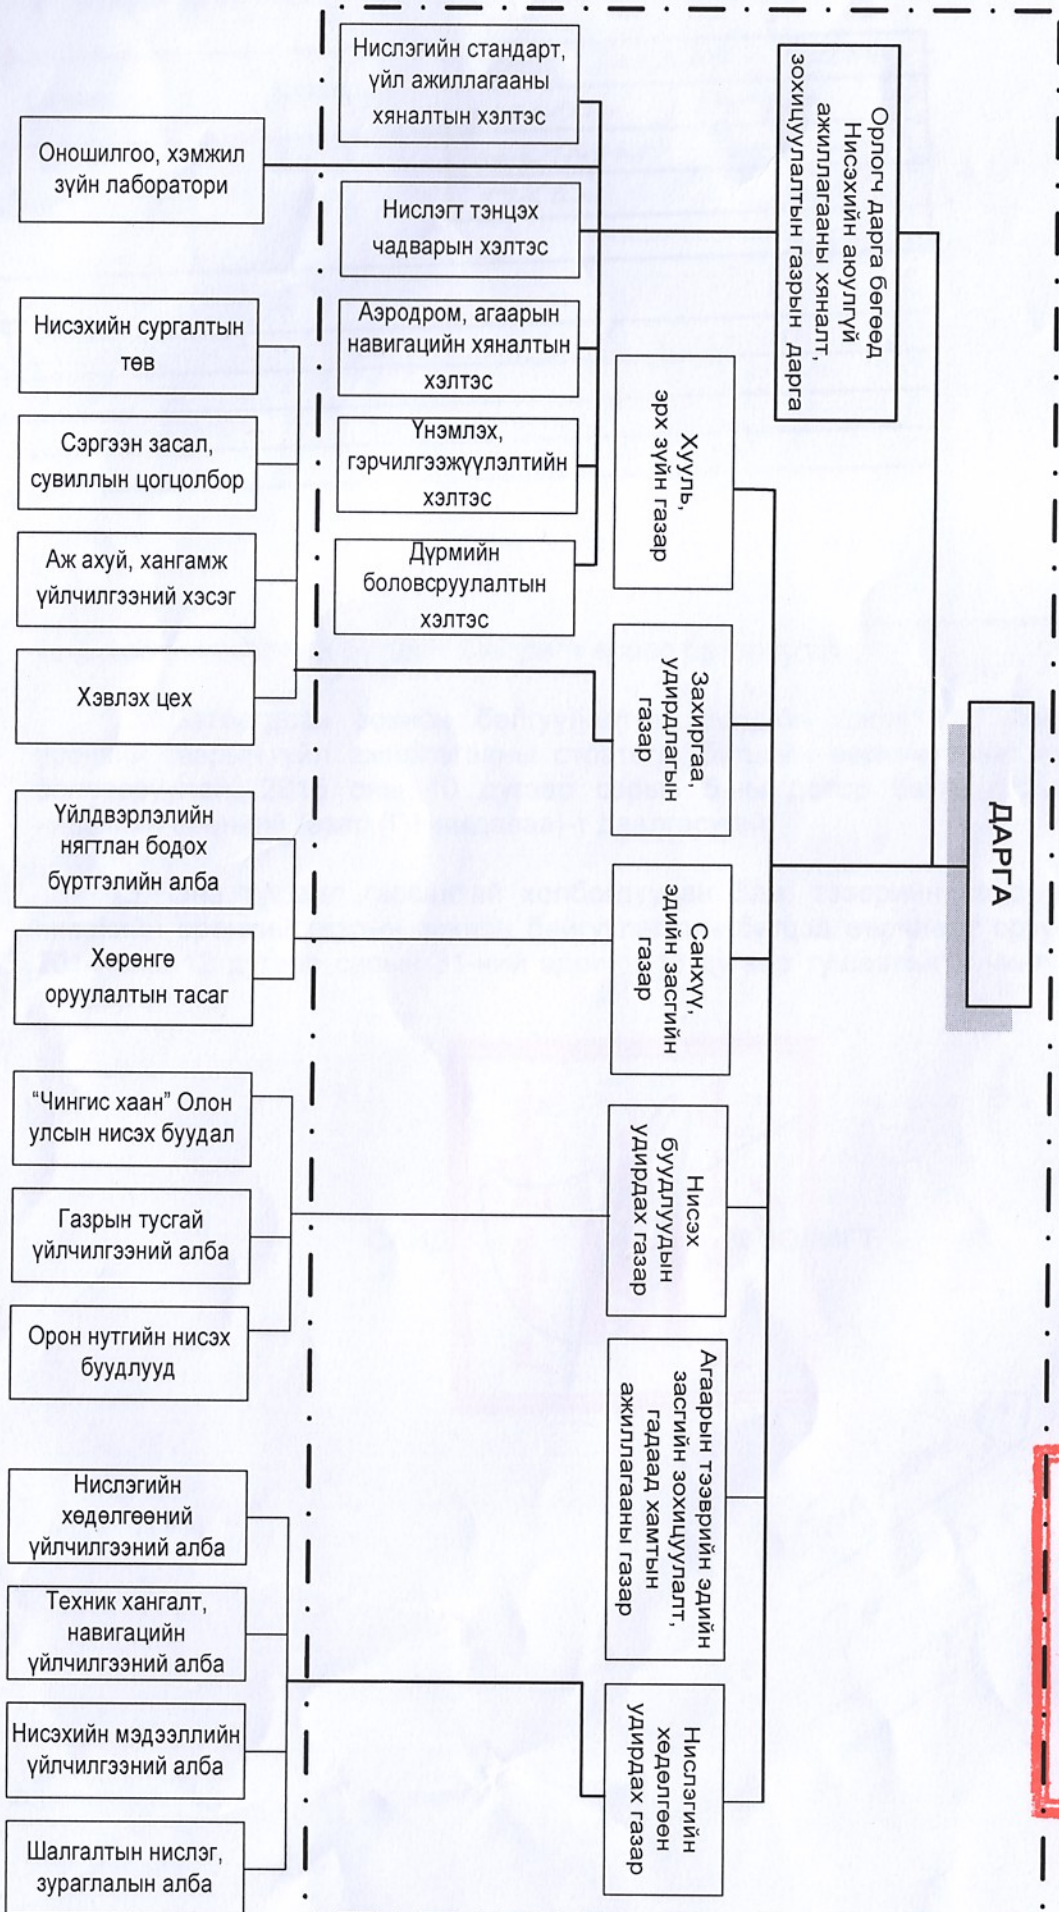 ДАРГА
Орлогч дарга бөгөөд
Нисэхийн аюулгүй
ажиллагааны хяналт,
зохицуулалтын газрын дарга
Хууль,
эрх зүйн газар
Захиргаа,
удирдлагын
газар
Санхүү,
эдийн засгийн
газар
Нисэх
буудлуудын
удирдах газар
Агаарын тээврийн эдийн
засгийн зохицуулалт,
гадаад хамтын
ажиллагааны газар
Нислэгийн
хөдөлгөөн
удирдах газар
Нислэгийн стандарт,
үйл ажиллагааны
хяналтын хэлтэс
Нислэгт тэнцэх
чадварын хэлтэс
Аэродром, агаарын
навигацийн хяналтын
хэлтэс
Үнэмлэх,
гэрчилгээжүүлэлтийн
хэлтэс
Дүрмийн
боловсруулалтын
хэлтэс
Оношилгоо, хэмжил
зүйн лаборатори
Нисэхийн сургалтын
төв
Сэргээн засал,
сувиллын цогцолбор
Аж ахуй, хангамж
үйлчилгээний хэсэг
Хэвлэх цех
Үйлдвэрлэлийн
нягтлан бодох
бүртгэлийн алба
Хөрөнгө
оруулалтын тасаг
“Чингис хаан” Олон
улсын нисэх буудал
Газрын тусгай
үйлчилгээний алба
Орон нутгийн нисэх
буудлууд
Нислэгийн
хөдөлгөөний
үйлчилгээний алба
Техник хангалт,
навигацийн
үйлчилгээний алба
Нисэхийн мэдээллийн
үйлчилгээний алба
Шалгалтын нислэг,
зураглалын алба